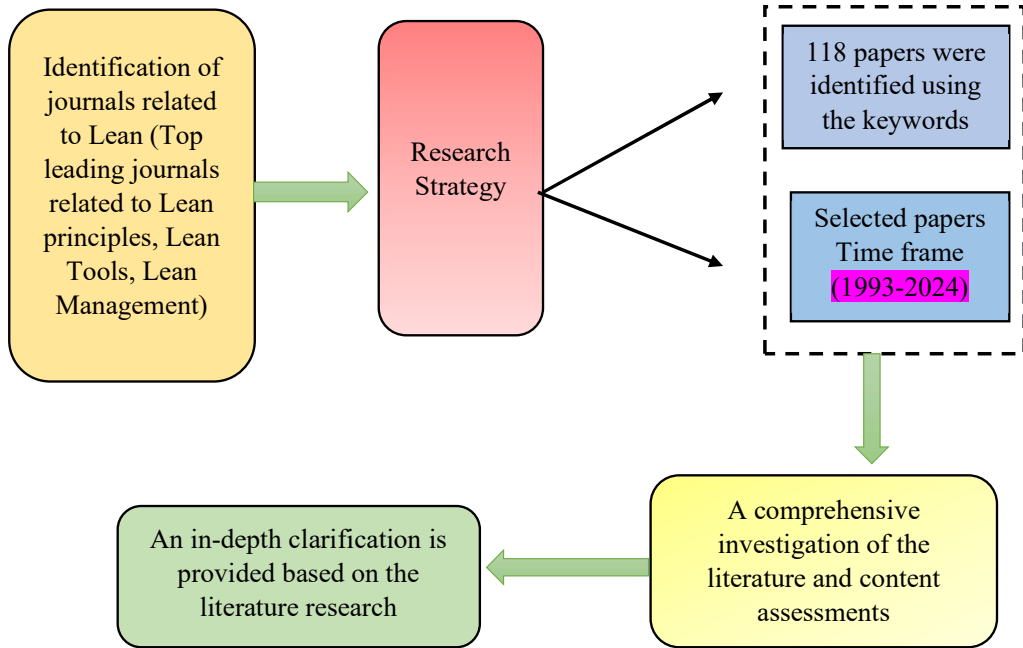 Identification of
journals related
to Lean (Top
leading journals
related to Lean
principles, Lean
Tools, Lean
Management)
Research
Strategy
118 papers were
identified using
the keywords
Selected papers
Time frame
(1993-2024)
A comprehensive
investigation of the
literature and content
assessments
An in-depth clarification is
provided based on the
literature research